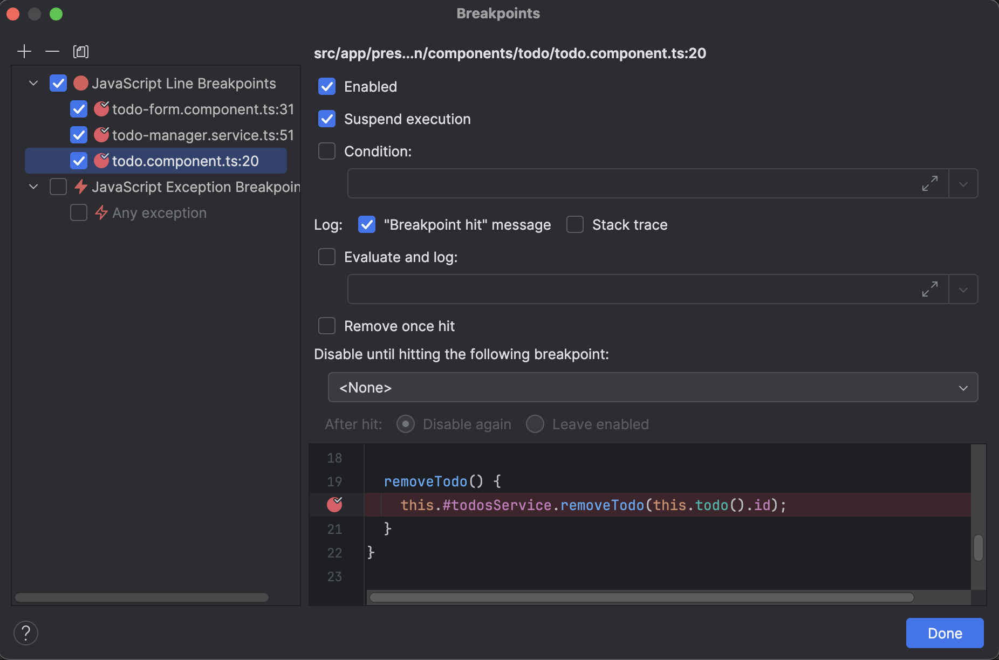 Breakpoints
src/app/pres...n/components/todo/todo.component.ts:20
JavaScript Line Breakpoints
todo-form.component.ts:31
todo-manager.service.ts:51
todo.component.ts:20
JavaScript Exception Breakpoin
Any exception
Enabled
Suspend execution
Condition:
Log: "Breakpoint hit" message Stack trace
Evaluate and log:
Remove once hit
Disable until hitting the following breakpoint:
<None>
After hit: Disable again Leave enabled
18
19 removeTodo() {
this.#todosService.removeTodo(this.todo().id);
21 }
22 }
23
?
Done